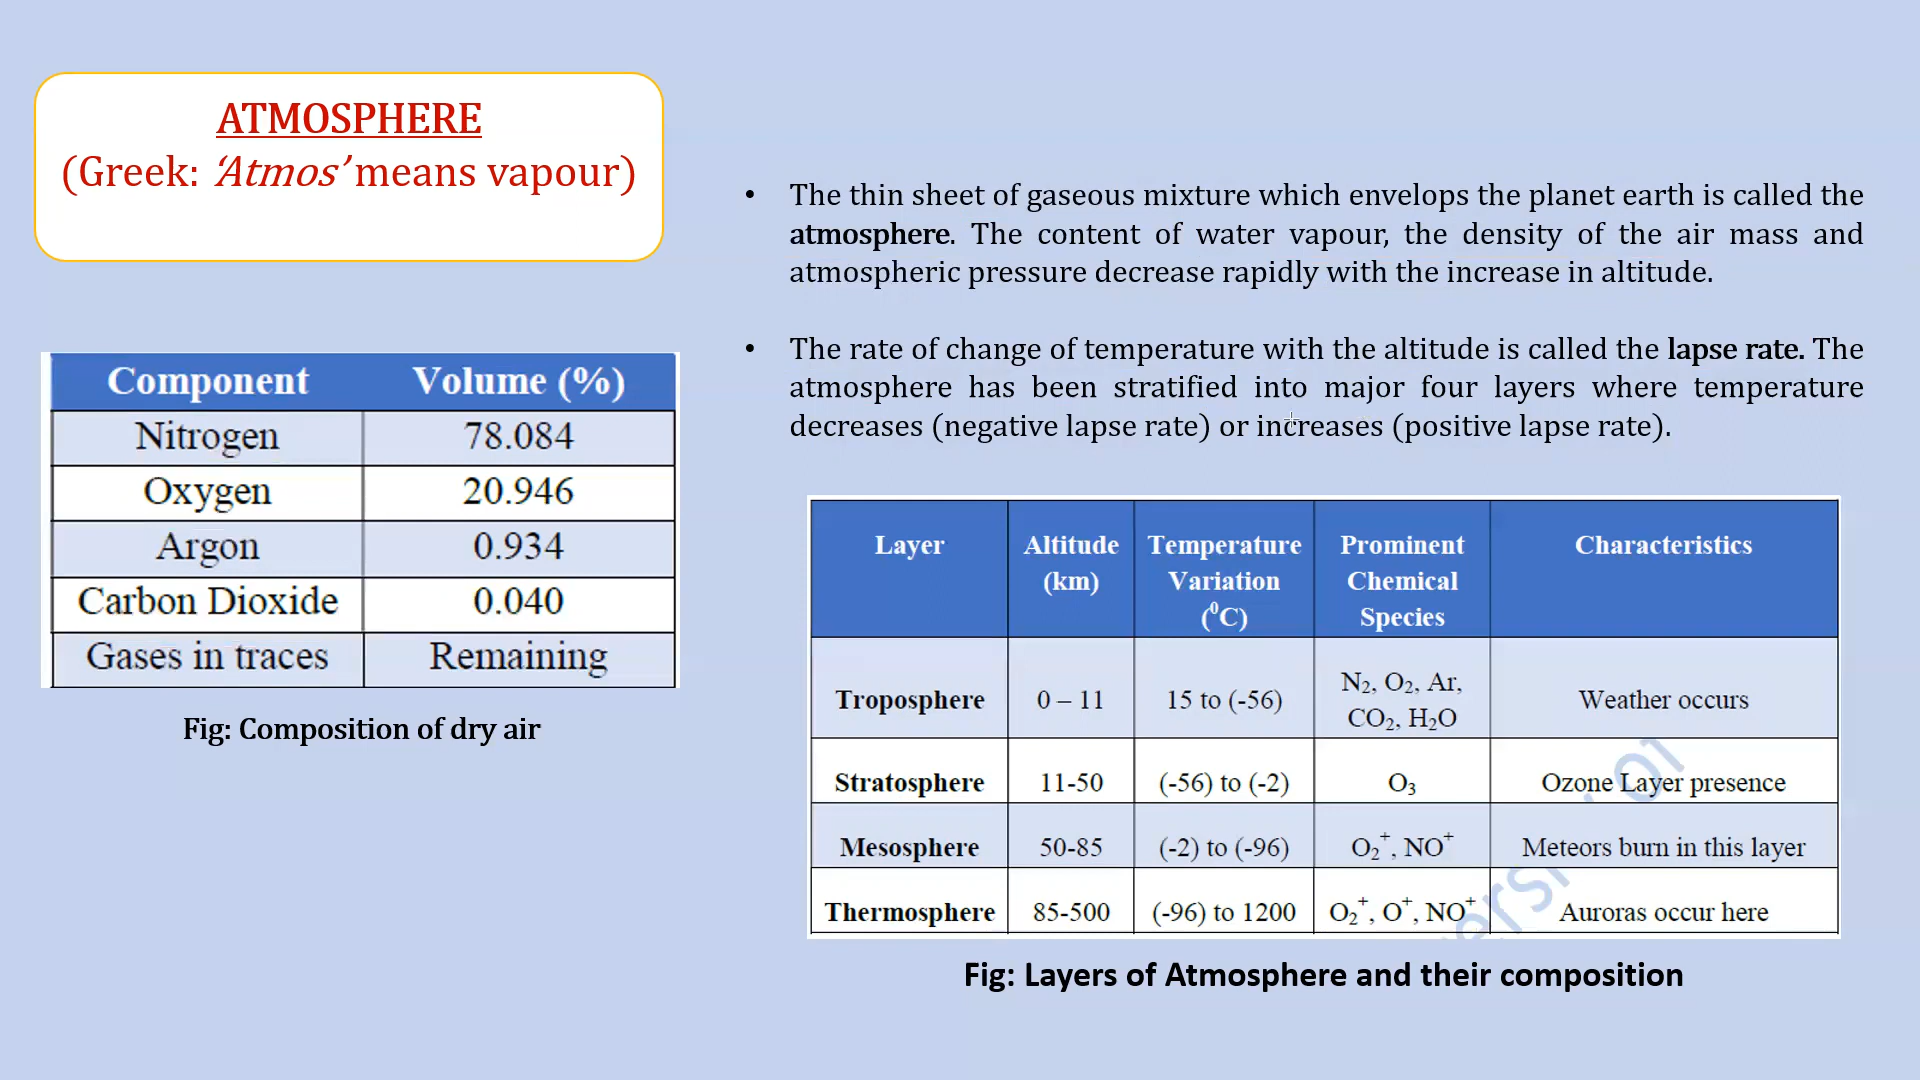 ATMOSPHERE
(Greek: ‘Atmos’ means vapour)
• The thin sheet of gaseous mixture which envelops the planet earth is called the
atmosphere. The content of water vapour, the density of the air mass and
atmospheric pressure decrease rapidly with the increase in altitude.
• The rate of change of temperature with the altitude is called the lapse rate. The
atmosphere has been stratified into major four layers where temperature
decreases (negative lapse rate) or increases (positive lapse rate).
Component Volume (%)
Nitrogen 78.084
Oxygen 20.946
Argon 0.934
Carbon Dioxide 0.040
Gases in traces Remaining
Fig: Composition of dry air
Layer Altitude Temperature Prominent Characteristics
(km) Variation Chemical
(⁰C) Species
Troposphere 0 – 11 15 to (-56) N₂, O₂, Ar, Weather occurs
CO₂, H₂O
Stratosphere 11-50 (-56) to (-2) O₃ Ozone Layer presence
Mesosphere 50-85 (-2) to (-96) O₂⁺, NO⁺ Meteors burn in this layer
Thermosphere 85-500 (-96) to 1200 O₂⁺, O⁺, NO⁺ Auroras occur here
Fig: Layers of Atmosphere and their composition